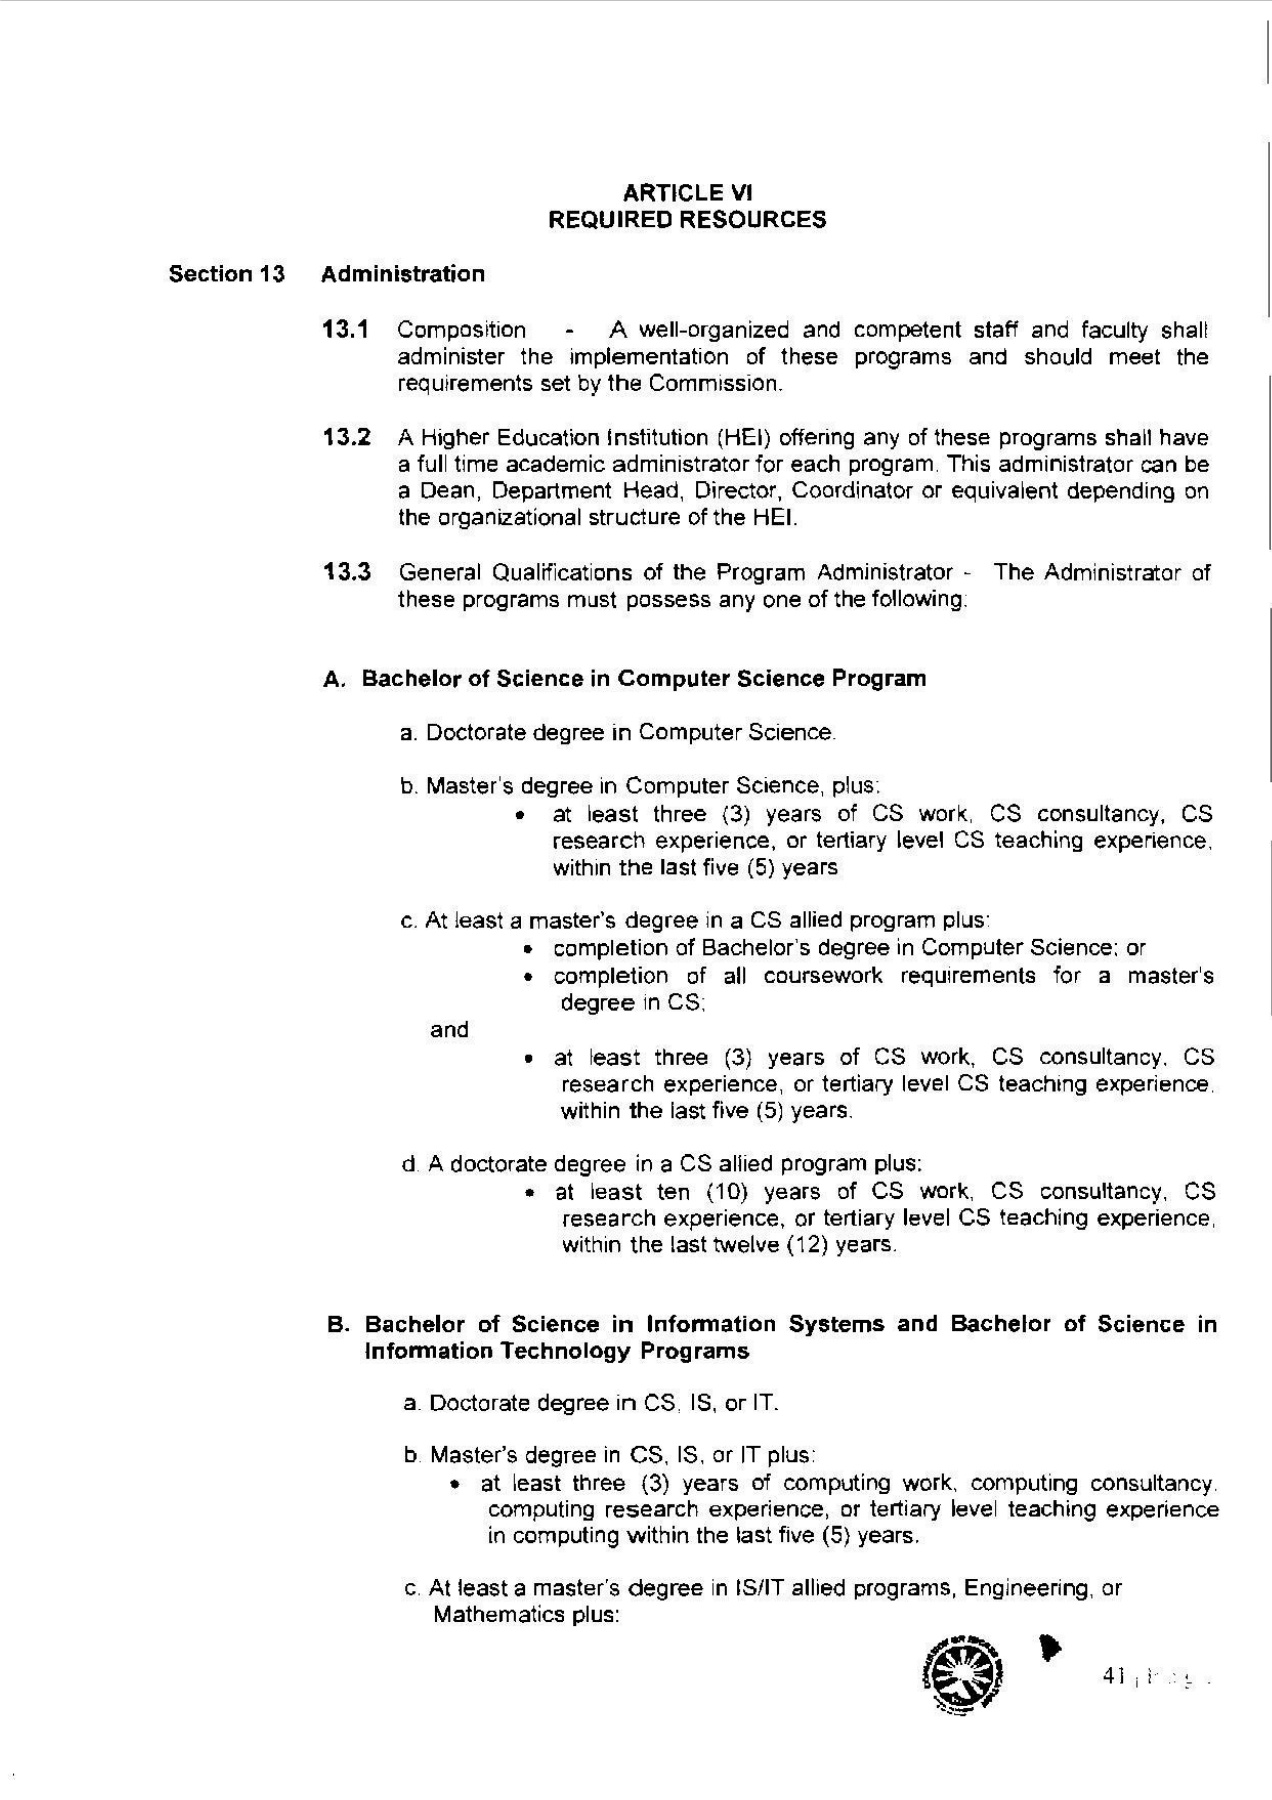 ARTICLE VI
REQUIRED RESOURCES
Section 13 Administration
13.1 Composition - A well-organized and competent staff and faculty shall
administer the implementation of these programs and should meet the
requirements set by the Commission.
13.2 A Higher Education Institution (HEI) offering any of these programs shall have
a full time academic administrator for each program. This administrator can be
a Dean, Department Head, Director, Coordinator or equivalent depending on
the organizational structure of the HEI.
13.3 General Qualifications of the Program Administrator - The Administrator of
these programs must possess any one of the following:
A. Bachelor of Science in Computer Science Program
a. Doctorate degree in Computer Science.
b. Master's degree in Computer Science, plus:
• at least three (3) years of CS work, CS consultancy, CS
research experience, or tertiary level CS teaching experience,
within the last five (5) years
c. At least a master's degree in a CS allied program plus:
• completion of Bachelor's degree in Computer Science; or
• completion of all coursework requirements for a master's
degree in CS;
and
• at least three (3) years of CS work, CS consultancy, CS
research experience, or tertiary level CS teaching experience,
within the last five (5) years.
d. A doctorate degree in a CS allied program plus:
• at least ten (10) years of CS work, CS consultancy, CS
research experience, or tertiary level CS teaching experience,
within the last twelve (12) years.
B. Bachelor of Science in Information Systems and Bachelor of Science in
Information Technology Programs
a. Doctorate degree in CS, IS, or IT.
b. Master's degree in CS, IS, or IT plus:
• at least three (3) years of computing work, computing consultancy,
computing research experience, or tertiary level teaching experience
in computing within the last five (5) years.
c. At least a master's degree in IS/IT allied programs, Engineering, or
Mathematics plus:
41